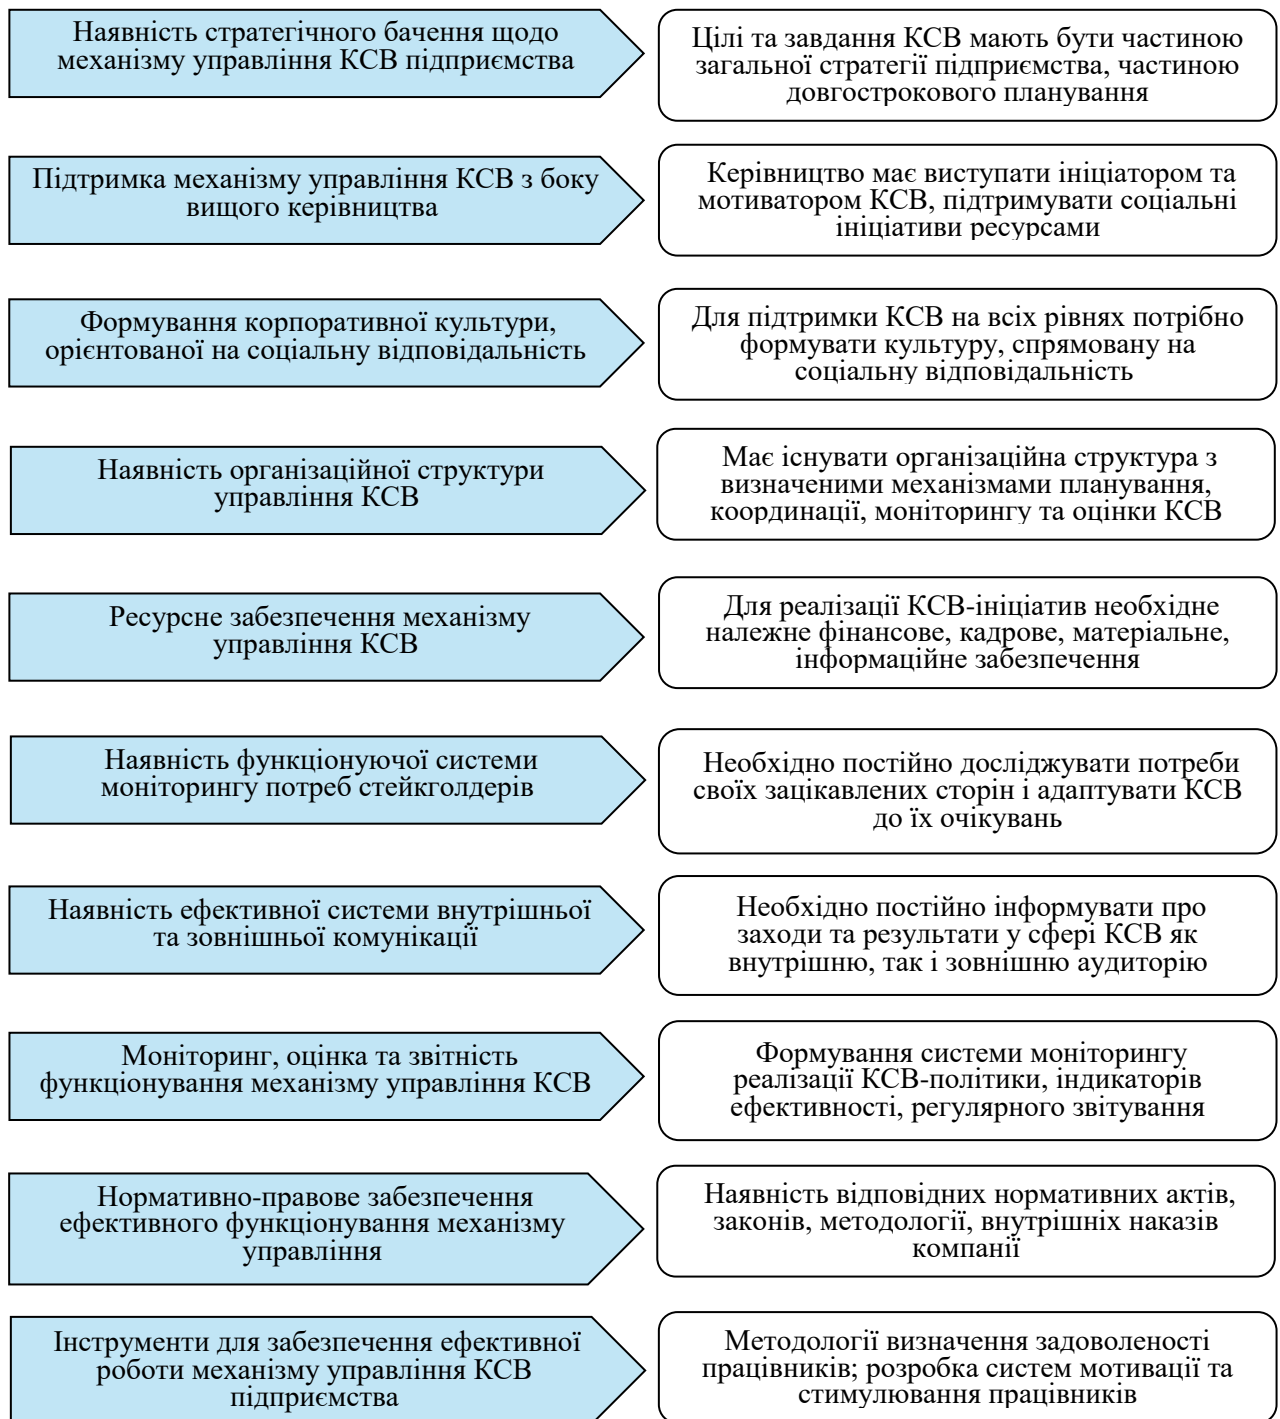 Наявність стратегічного бачення щодо
механізму управління КСВ підприємства
Цілі та завдання КСВ мають бути частиною
загальної стратегії підприємства, частиною
довгострокового планування
Підтримка механізму управління КСВ з боку
вищого керівництва
Керівництво має виступати ініціатором та
мотиватором КСВ, підтримувати соціальні
ініціативи ресурсами
Формування корпоративної культури,
орієнтованої на соціальну відповідальність
Для підтримки КСВ на всіх рівнях потрібно
формувати культуру, спрямовану на
соціальну відповідальність
Наявність організаційної структури
управління КСВ
Має існувати організаційна структура з
визначеними механізмами планування,
координації, моніторингу та оцінки КСВ
Ресурсне забезпечення механізму
управління КСВ
Для реалізації КСВ-ініціатив необхідне
належне фінансове, кадрове, матеріальне,
інформаційне забезпечення
Наявність функціонуючої системи
моніторингу потреб стейкголдерів
Необхідно постійно досліджувати потреби
своїх зацікавлених сторін і адаптувати КСВ
до їх очікувань
Наявність ефективної системи внутрішньої
та зовнішньої комунікації
Необхідно постійно інформувати про
заходи та результати у сфері КСВ як
внутрішню, так і зовнішню аудиторію
Моніторинг, оцінка та звітність
функціонування механізму управління КСВ
Формування системи моніторингу
реалізації КСВ-політики, індикаторів
ефективності, регулярного звітування
Нормативно-правове забезпечення
ефективного функціонування механізму
управління
Наявність відповідних нормативних актів,
законів, методології, внутрішніх наказів
компанії
Інструменти для забезпечення ефективної
роботи механізму управління КСВ
підприємства
Методології визначення задоволеності
працівників; розробка систем мотивації та
стимулювання працівників